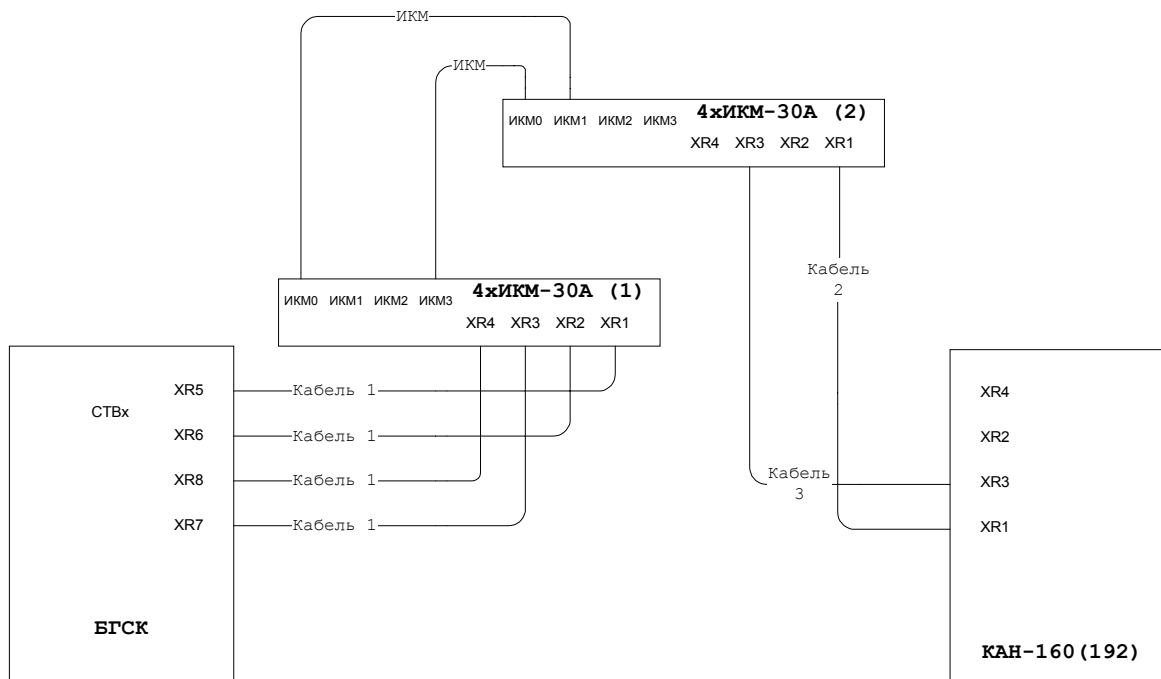 ИКМ
ИКМ
4хИКМ-30А (2)
ИКМ0 ИКМ1 ИКМ2 ИКМ3
XR4 XR3 XR2 XR1
Кабель
2
4хИКМ-30А (1)
ИКМ0 ИКМ1 ИКМ2 ИКМ3
XR4 XR3 XR2 XR1
XR5
Кабель 1
СТВх
XR6
Кабель 1
XR8
Кабель 1
XR7
Кабель 1
БГСК
Кабель
3
XR4
XR2
XR3
XR1
КАН-160(192)